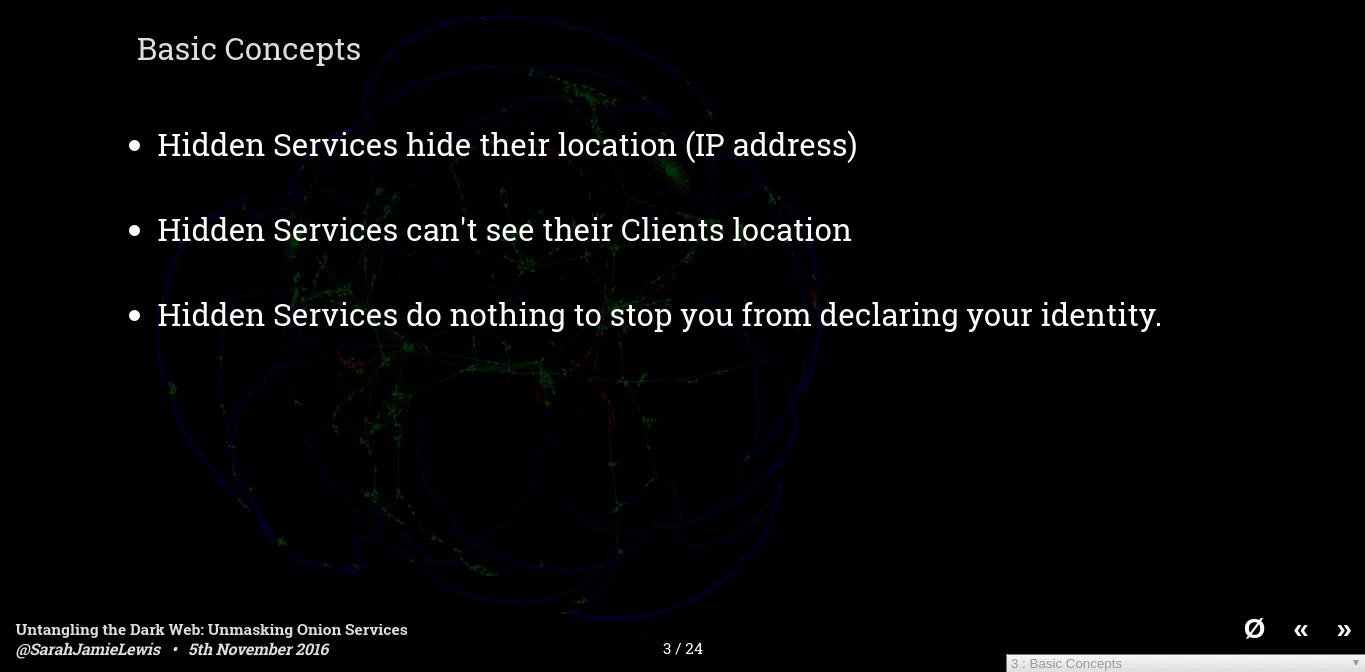 Basic Concepts
• Hidden Services hide their location (IP address)
• Hidden Services can't see their Clients location
• Hidden Services do nothing to stop you from declaring your identity.
Untangling the Dark Web: Unmasking Onion Services
@SarahJamieLewis • 5th November 2016
3 / 24
Ø « »
3 : Basic Concepts